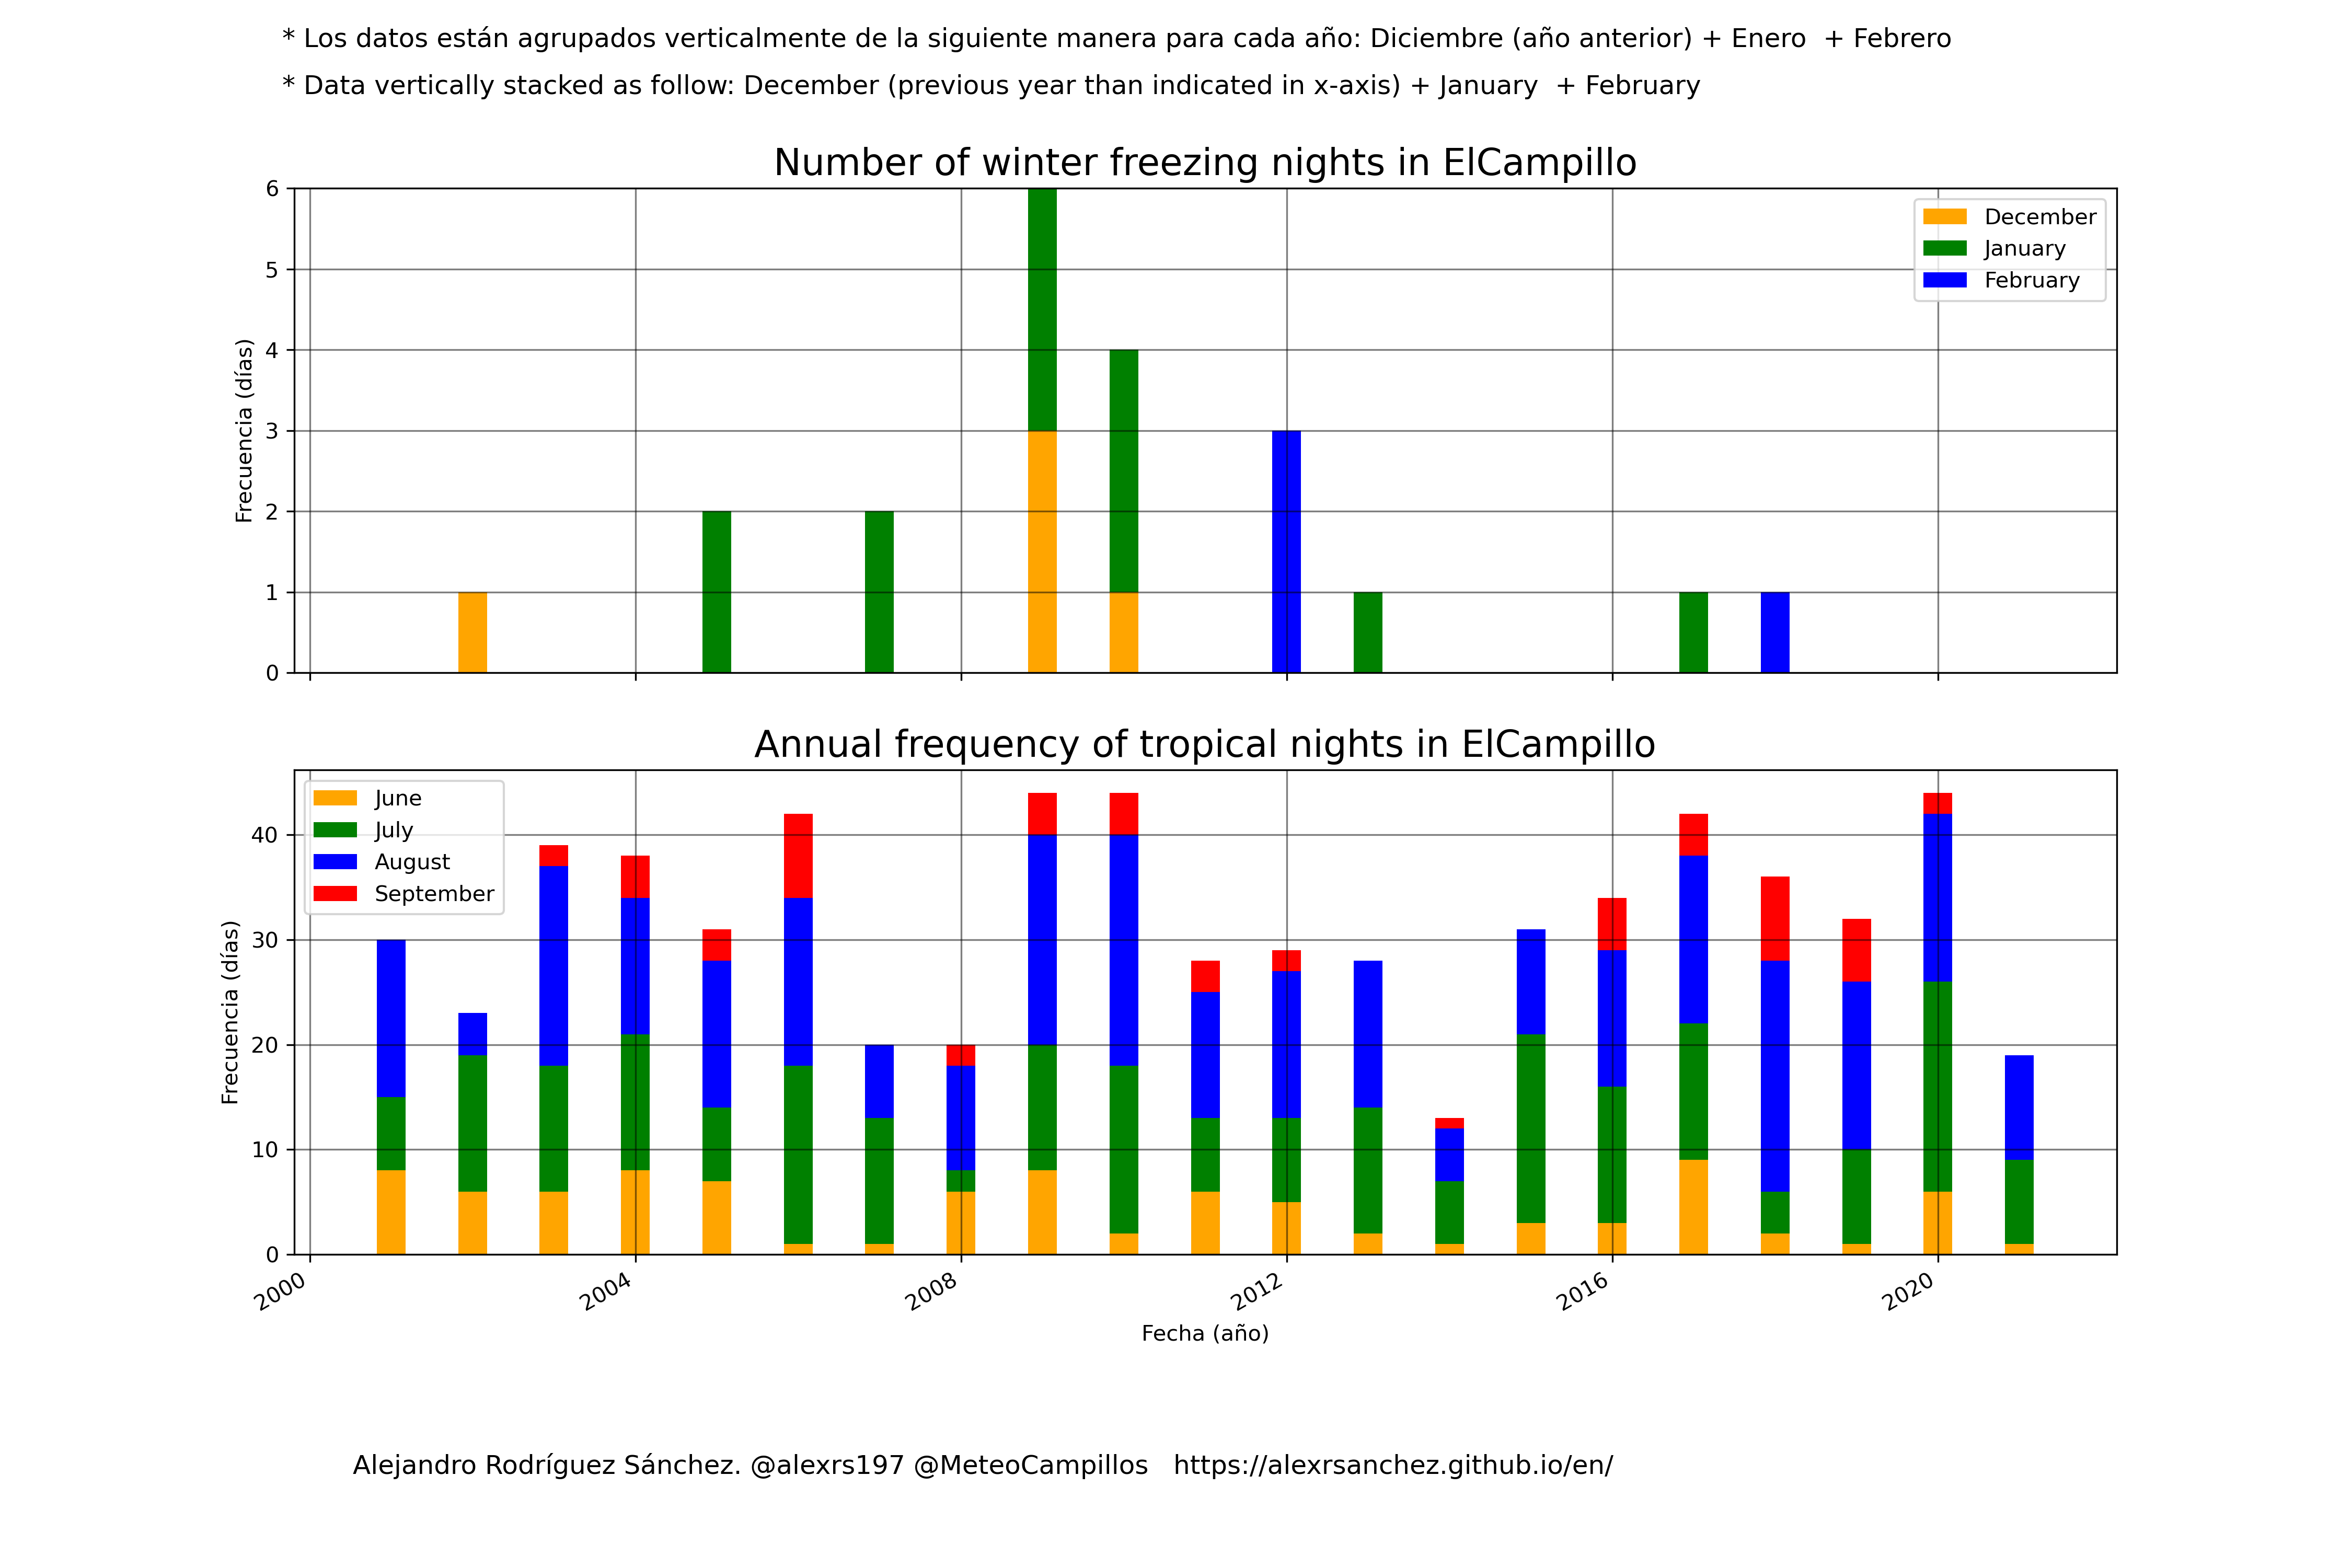 * Los datos están agrupados verticalmente de la siguiente manera para cada año: Diciembre (año anterior) + Enero  + Febrero
* Data vertically stacked as follow: December (previous year than indicated in x-axis) + January  + February
Number of winter freezing nights in ElCampillo
6
5
4
3
2
1
0
Frecuencia (días)
December
January
February
Annual frequency of tropical nights in ElCampillo
40
30
20
10
0
Frecuencia (días)
June
July
August
September
2000
2004
2008
2012
2016
2020
Fecha (año)
Alejandro Rodríguez Sánchez. @alexrs197 @MeteoCampillos   https://alexrsanchez.github.io/en/